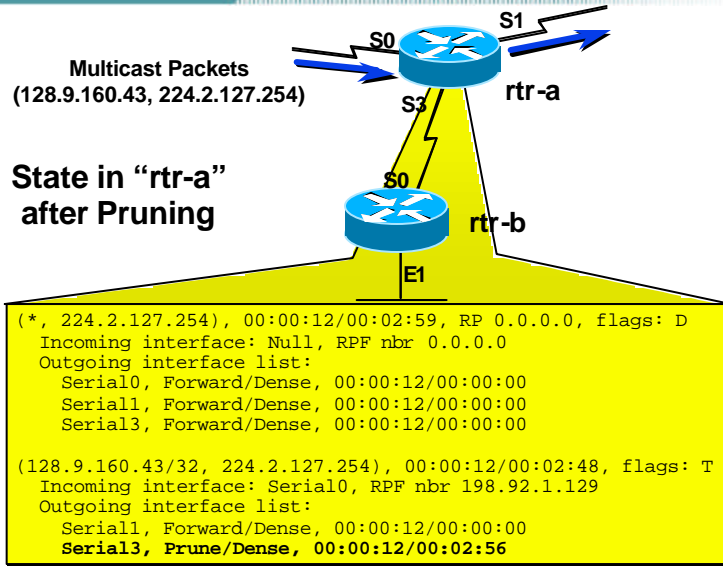 S1
S0
Multicast Packets
(128.9.160.43, 224.2.127.254)
rtr-a
S3
State in “rtr-a”
after Pruning
S0
rtr-b
E1
(*, 224.2.127.254), 00:00:12/00:02:59, RP 0.0.0.0, flags: D
Incoming interface: Null, RPF nbr 0.0.0.0
Outgoing interface list:
Serial0, Forward/Dense, 00:00:12/00:00:00
Serial1, Forward/Dense, 00:00:12/00:00:00
Serial3, Forward/Dense, 00:00:12/00:00:00
(128.9.160.43/32, 224.2.127.254), 00:00:12/00:02:48, flags: T
Incoming interface: Serial0, RPF nbr 198.92.1.129
Outgoing interface list:
Serial1, Forward/Dense, 00:00:12/00:00:00
Serial3, Prune/Dense, 00:00:12/00:02:56